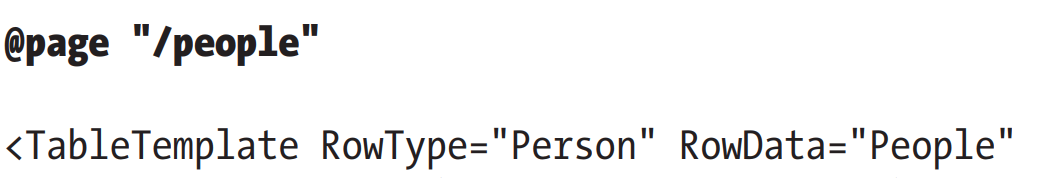 @page "/people"
<TableTemplate RowType="Person" RowData="People"